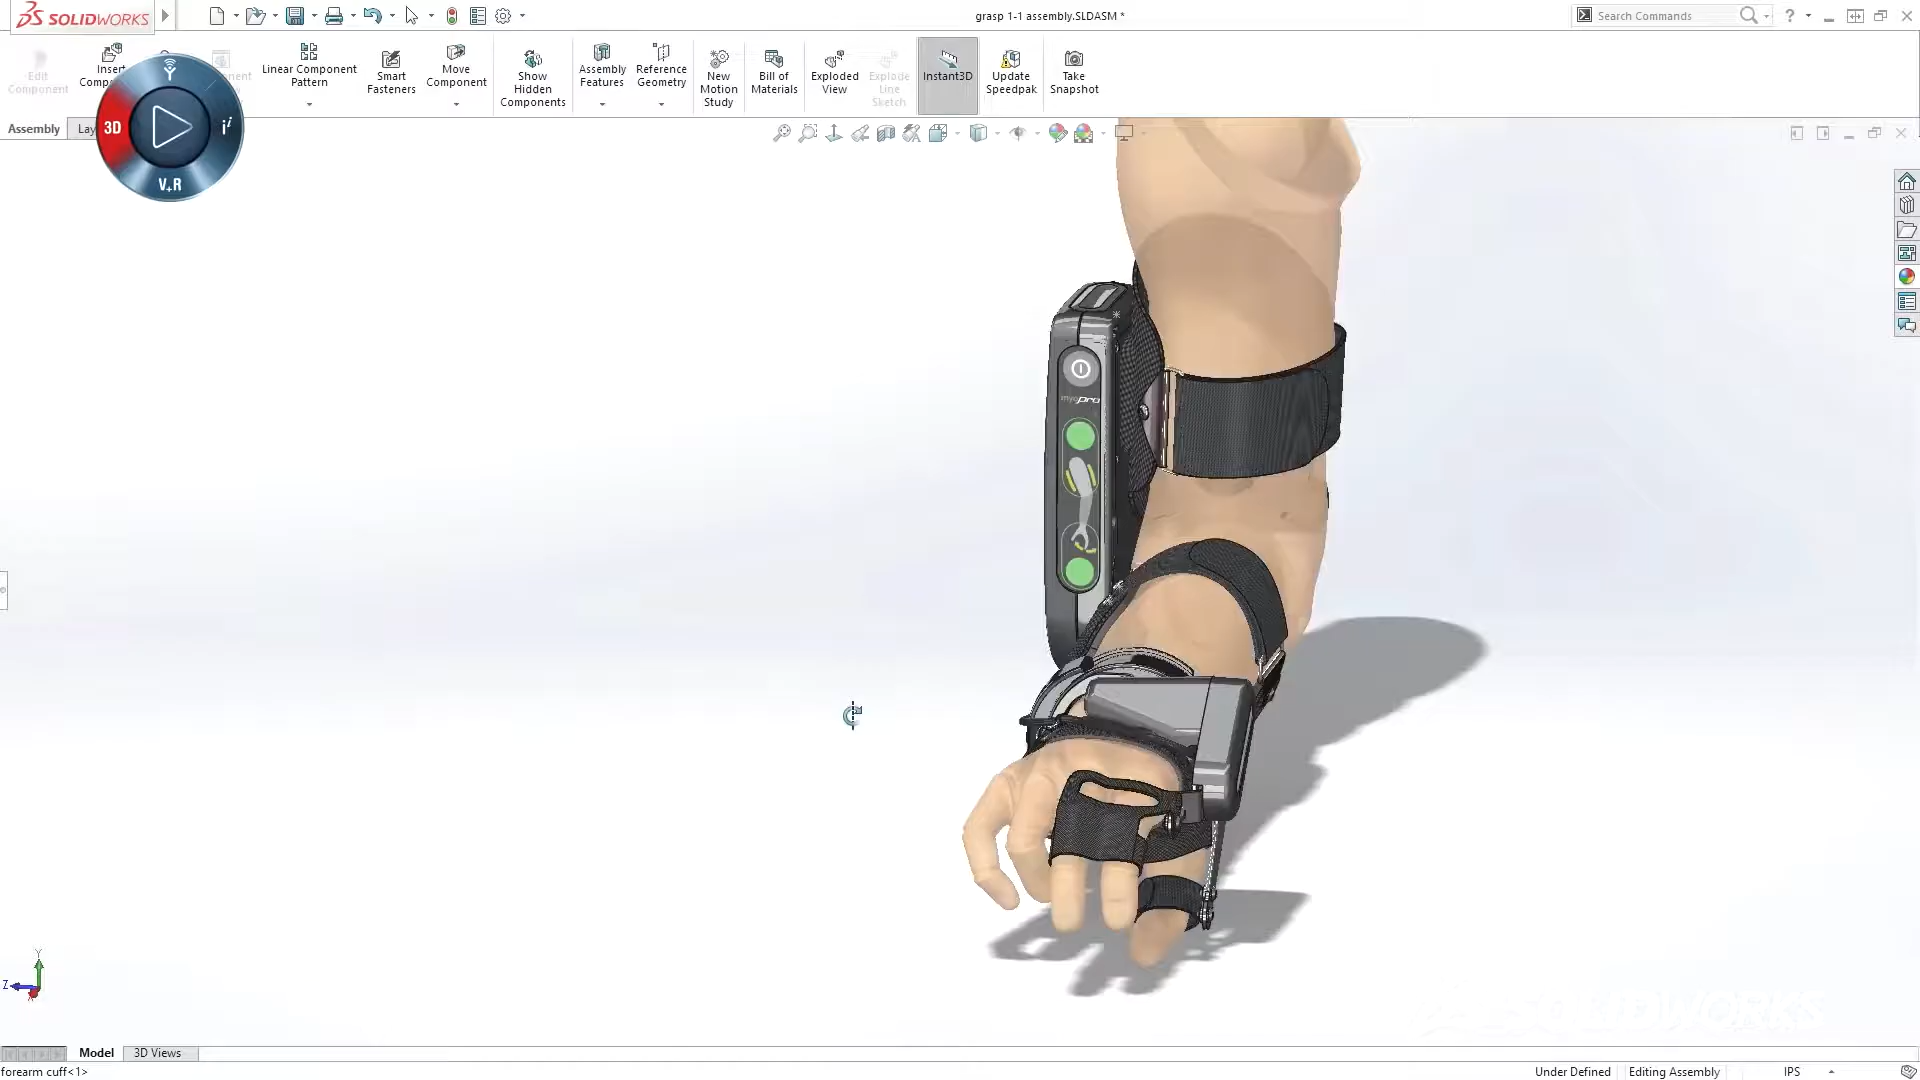 SOLIDWORKS
grasp 1-1 assembly.SLDASM *
Search Commands
Edit
Component
Insert
Linear Component
Pattern
Smart
Fasteners
Move
Component
Show
Hidden
Components
Assembly
Features
Reference
Geometry
New
Motion
Study
Bill of
Materials
Exploded
View
Explode
Line
Sketch
Instant3D
Update
Speedpak
Take
Snapshot
Assembly
3D
V+R
myopro
Y
Z
SOLIDWORKS
Model
3D Views
forearm cuff<1>
Under Defined
Editing Assembly
IPS